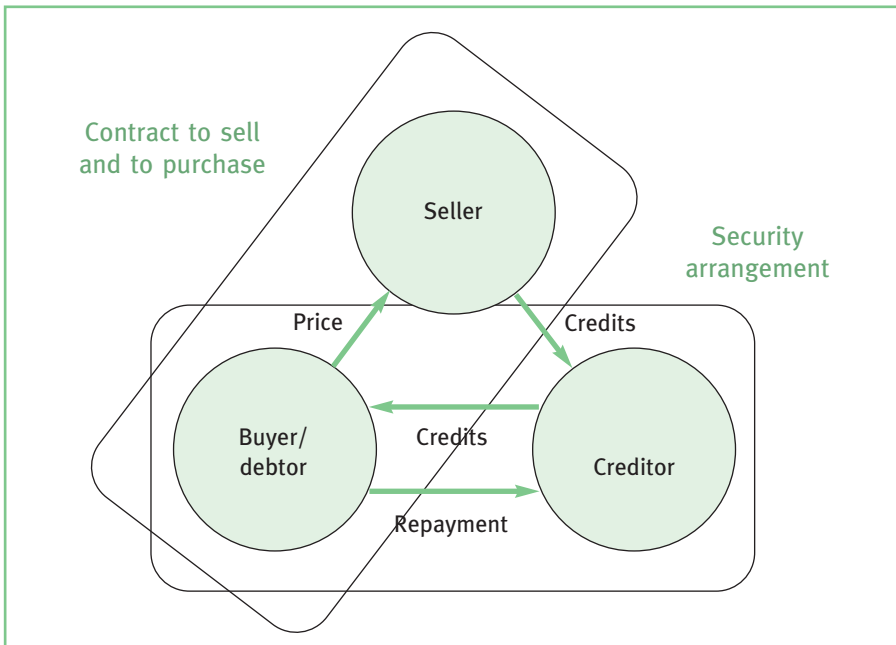 Contract to sell
and to purchase
Seller
Security
arrangement
Price
Credits
Buyer/
debtor
Credits
Creditor
Repayment